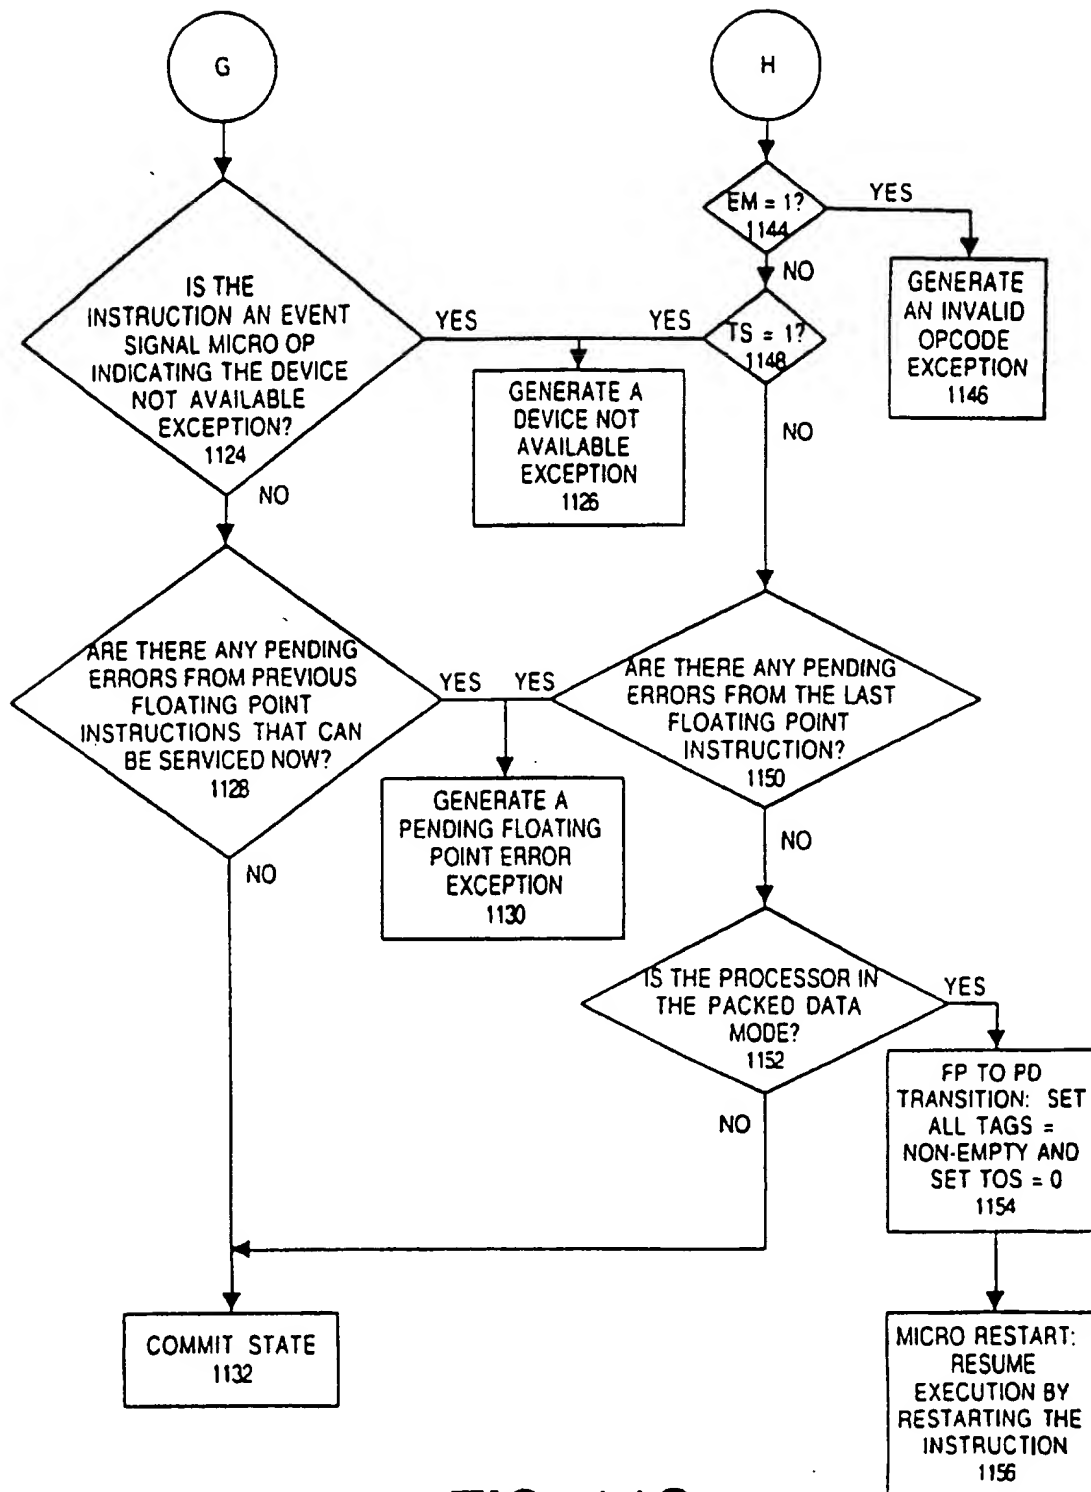 G
H
EM = 1?
1144
YES
NO
GENERATE
AN INVALID
OPCODE
EXCEPTION
1146
IS THE
INSTRUCTION AN EVENT
SIGNAL MICRO OP
INDICATING THE DEVICE
NOT AVAILABLE
EXCEPTION?
1124
YES
YES
TS = 1?
1148
NO
NO
GENERATE A
DEVICE NOT
AVAILABLE
EXCEPTION
1126
ARE THERE ANY PENDING
ERRORS FROM PREVIOUS
FLOATING POINT
INSTRUCTIONS THAT CAN
BE SERVICED NOW?
1128
YES
YES
NO
ARE THERE ANY PENDING
ERRORS FROM THE LAST
FLOATING POINT
INSTRUCTION?
1150
NO
GENERATE A
PENDING FLOATING
POINT ERROR
EXCEPTION
1130
IS THE PROCESSOR IN
THE PACKED DATA
MODE?
1152
YES
NO
FP TO PD
TRANSITION: SET
ALL TAGS =
NON-EMPTY AND
SET TOS = 0
1154
COMMIT STATE
1132
MICRO RESTART:
RESUME
EXECUTION BY
RESTARTING THE
INSTRUCTION
1156